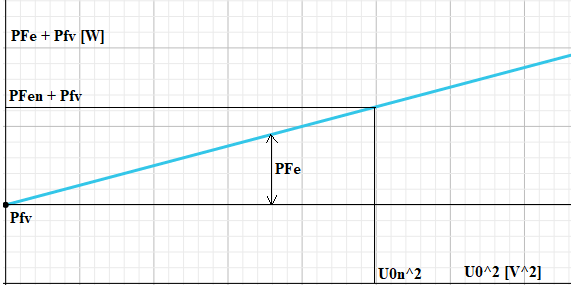 PFe + Pfv [W]
PFen + Pfv
PFe
Pfv
U0n^2
U0^2 [V^2]